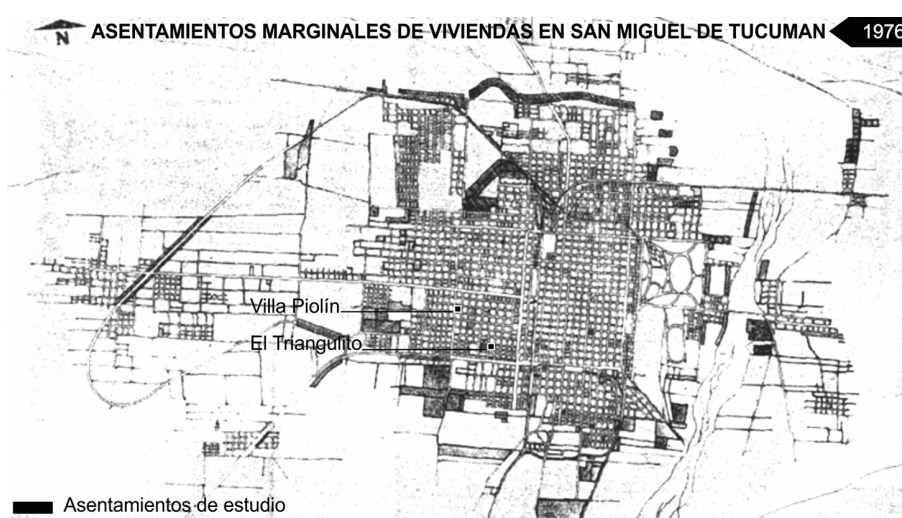 N
ASENTAMIENTOS MARGINALES DE VIVIENDAS EN SAN MIGUEL DE TUCUMAN
1976
Villa Piolín
El Triangulito
Asentamientos de estudio